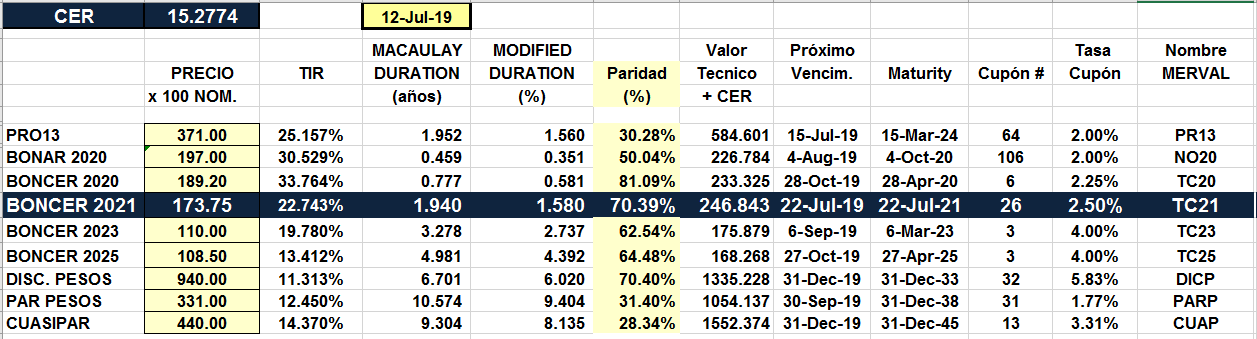 CER 15.2774 12-Jul-19
MACAULAY MODIFIED Valor Próximo Tasa Nombre
PRECIO TIR DURATION DURATION Paridad Tecnico Vencim. Maturity Cupón # Cupón MERVAL
x 100 NOM. (años) (%) (%) + CER
PRO13 371.00 25.157% 1.952 1.560 30.28% 584.601 15-Jul-19 15-Mar-24 64 2.00% PR13
BONAR 2020 197.00 30.529% 0.459 0.351 50.04% 226.784 4-Aug-19 4-Oct-20 106 2.00% NO20
BONCER 2020 189.20 33.764% 0.777 0.581 81.09% 233.325 28-Oct-19 28-Apr-20 6 2.25% TC20
BONCER 2021 173.75 22.743% 1.940 1.580 70.39% 246.843 22-Jul-19 22-Jul-21 26 2.50% TC21
BONCER 2023 110.00 19.780% 3.278 2.737 62.54% 175.879 6-Sep-19 6-Mar-23 3 4.00% TC23
BONCER 2025 108.50 13.412% 4.981 4.392 64.48% 168.268 27-Oct-19 27-Apr-25 3 4.00% TC25
DISC. PESOS 940.00 11.313% 6.701 6.020 70.40% 1335.228 31-Dec-19 31-Dec-33 32 5.83% DICP
PAR PESOS 331.00 12.450% 10.574 9.404 31.40% 1054.137 30-Sep-19 31-Dec-38 31 1.77% PARP
CUASIPAR 440.00 14.370% 9.304 8.135 28.34% 1552.374 31-Dec-19 31-Dec-45 13 3.31% CUAP